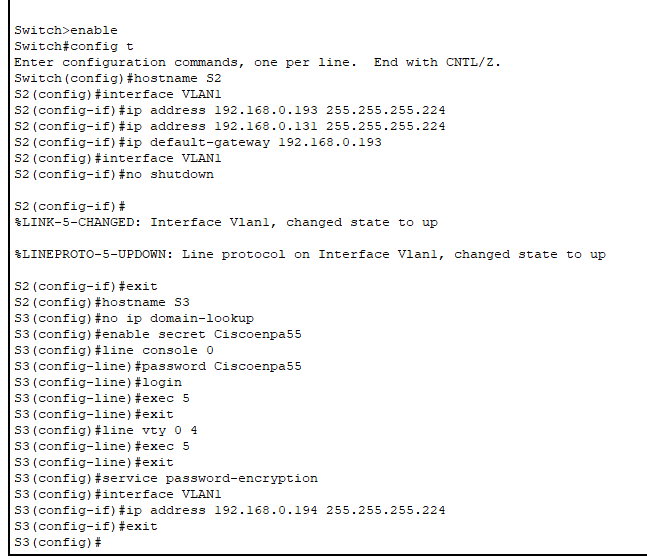 Switch>enable
Switch#config t
Enter configuration commands, one per line.  End with CNTL/Z.
Switch(config)#hostname S2
S2(config)#interface VLAN1
S2(config-if)#ip address 192.168.0.193 255.255.255.224
S2(config-if)#ip address 192.168.0.131 255.255.255.224
S2(config-if)#ip default-gateway 192.168.0.193
S2(config)#interface VLAN1
S2(config-if)#no shutdown
S2(config-if)#
%LINK-5-CHANGED: Interface Vlan1, changed state to up
%LINEPROTO-5-UPDOWN: Line protocol on Interface Vlan1, changed state to up
S2(config-if)#exit
S2(config)#hostname S3
S3(config)#no ip domain-lookup
S3(config)#enable secret Ciscoenpa55
S3(config)#line console 0
S3(config-line)#password Ciscoenpa55
S3(config-line)#login
S3(config-line)#exec 5
S3(config-line)#exit
S3(config)#line vty 0 4
S3(config-line)#exec 5
S3(config-line)#exit
S3(config)#service password-encryption
S3(config)#interface VLAN1
S3(config-if)#ip address 192.168.0.194 255.255.255.224
S3(config-if)#exit
S3(config)#